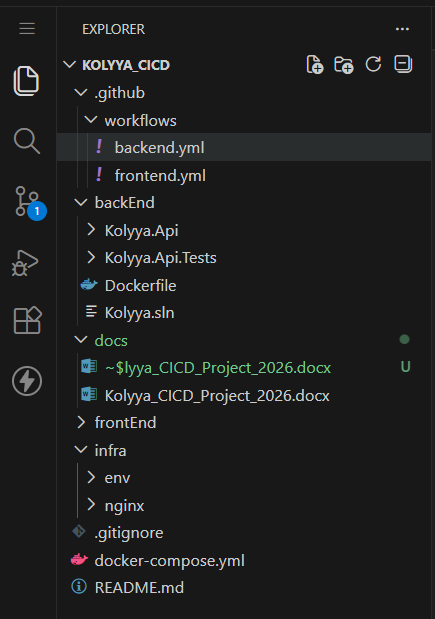 EXPLORER
KOLYYA_CICD
.github
workflows
! backend.yml
! frontend.yml
backEnd
Kolyya.Api
Kolyya.Api.Tests
Dockerfile
Kolyya.sln
docs
~$lyya_CICD_Project_2026.docx U
Kolyya_CICD_Project_2026.docx
frontEnd
infra
env
nginx
.gitignore
docker-compose.yml
README.md
1